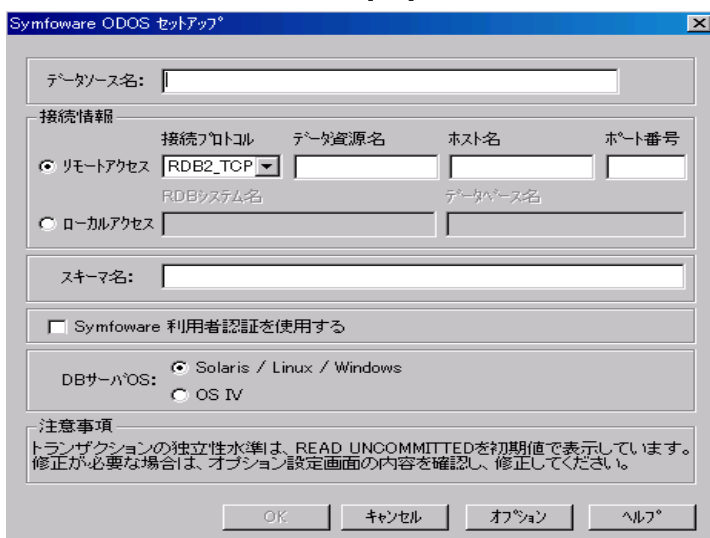 Symfoware ODOS セットアップ
データソース名:
接続情報
接続プロトコル データ資源名 ホスト名 ポート番号
リモートアクセス RDB2_TCP
RDBシステム名 データベース名
ローカルアクセス
スキーマ名:
Symfoware 利用者認証を使用する
DBサーバOS:
Solaris / Linux / Windows
OS IV
注意事項
トランザクションの独立性水準は、READ UNCOMMITTEDを初期値で表示しています。
修正が必要な場合は、オプション設定画面の内容を確認し、修正してください。
OK キャンセル オプション ヘルプ